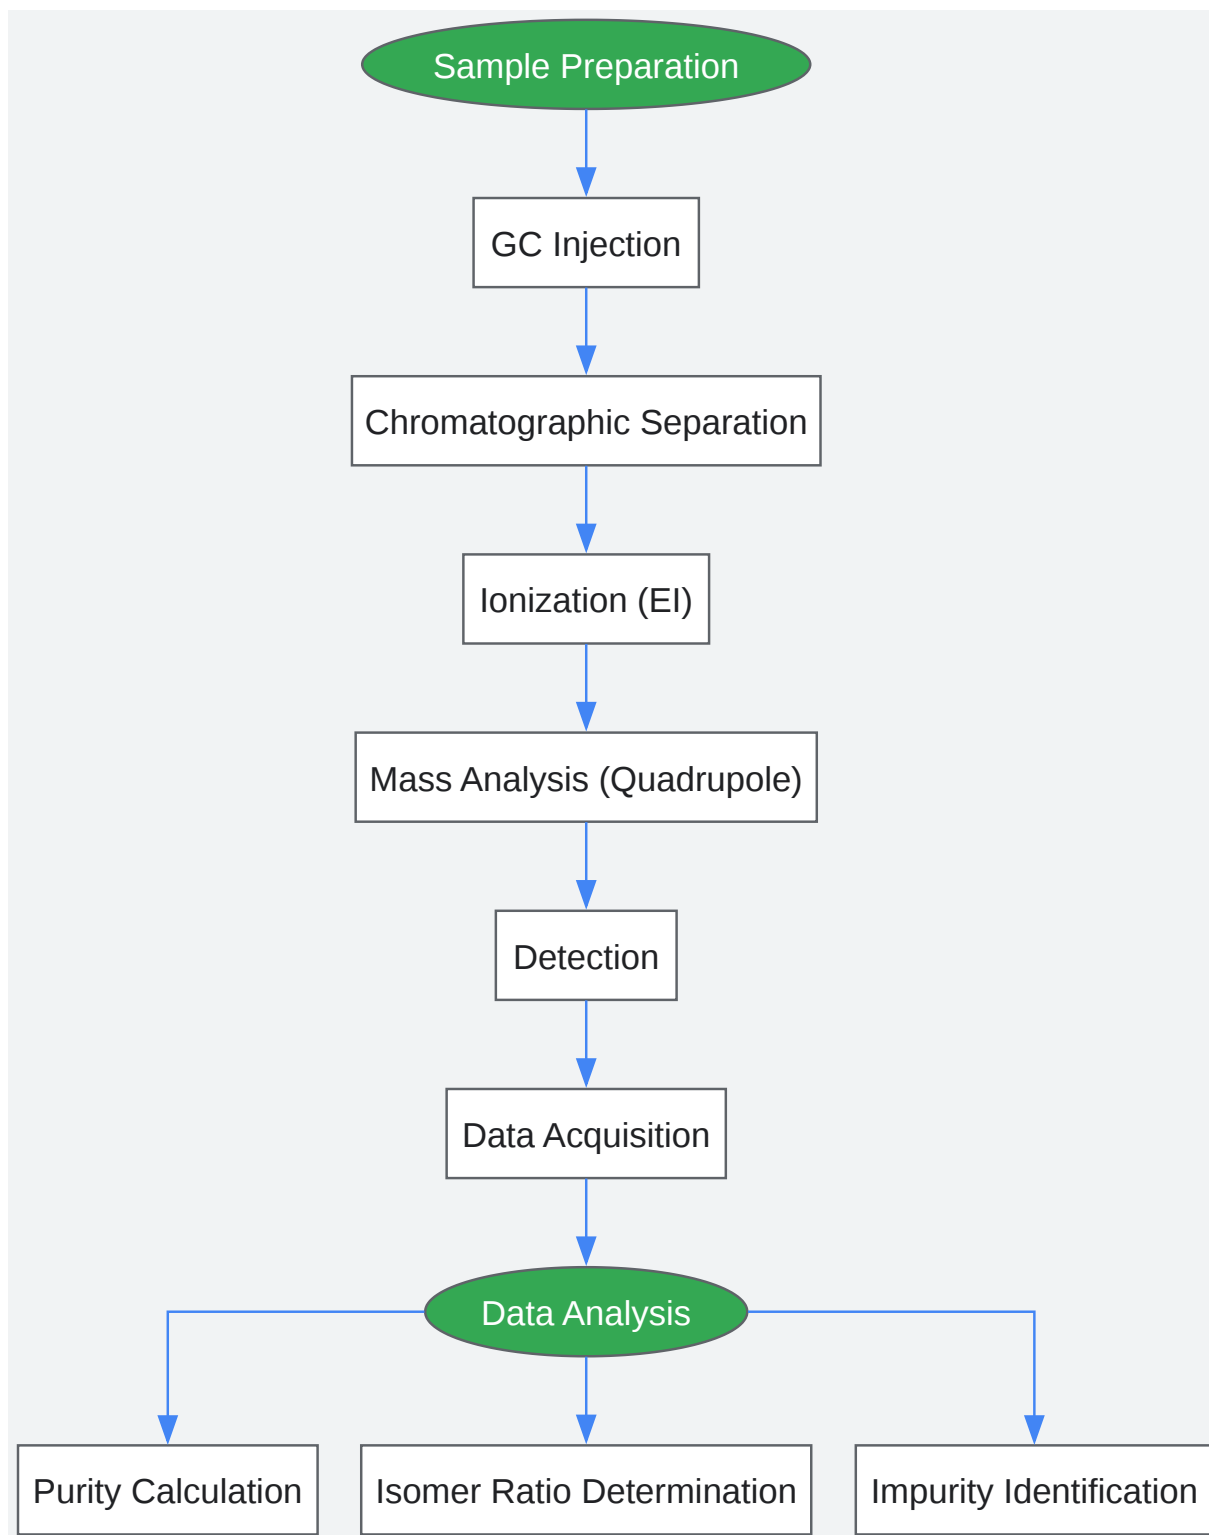 Sample Preparation
GC Injection
Chromatographic Separation
Ionization (EI)
Mass Analysis (Quadrupole)
Detection
Data Acquisition
Data Analysis
Purity Calculation
Isomer Ratio Determination
Impurity Identification